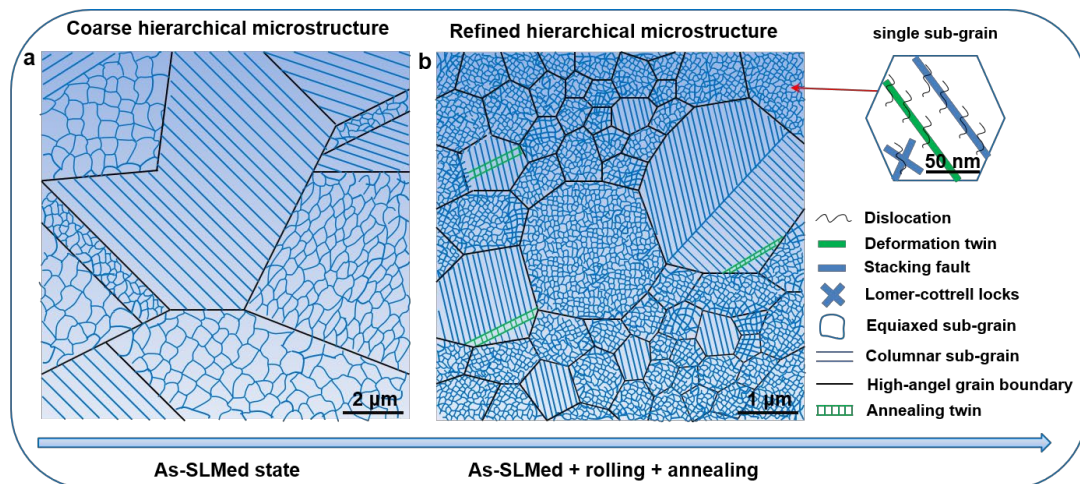 Coarse hierarchical microstructure
Refined hierarchical microstructure
single sub-grain
a
b
50 nm
Dislocation
Deformation twin
Stacking fault
Lomer-cottrell locks
Equiaxed sub-grain
Columnar sub-grain
High-angel grain boundary
Annealing twin
2 μm
1 μm
As-SLMed state
As-SLMed + rolling + annealing